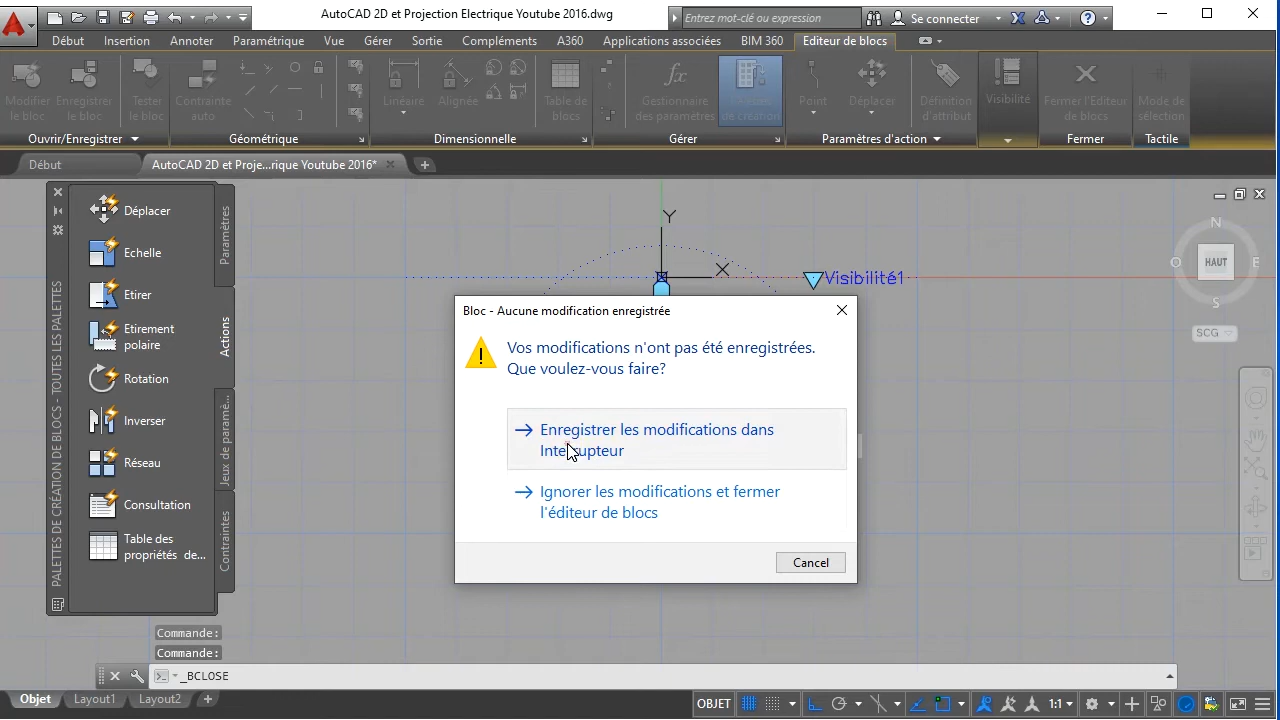 AutoCAD 2D et Projection Electrique Youtube 2016.dwg
Entrez mot-clé ou expression
Se connecter
Début
Insertion
Annoter
Paramétrique
Vue
Gérer
Sortie
Compléments
A360
Applications associées
BIM 360
Editeur de blocs
Modifier
le bloc
Enregistrer
le bloc
Tester
le bloc
Contrainte
auto
Linéaire
Alignée
Table de
blocs
fx
Gestionnaire
des paramètres
de création
Point
Déplacer
Définition
d'attribut
Visibilité
Fermer l'Editeur
de blocs
Mode de
sélection
Ouvrir/Enregistrer
Géométrique
Dimensionnelle
Gérer
Paramètres d'action
Fermer
Tactile
Début
AutoCAD 2D et Proje...rique Youtube 2016*
PALETTES DE CRÉATION DE BLOCS - TOUTES LES PALETTES
Déplacer
Echelle
Etirer
Etirement
polaire
Rotation
Inverser
Réseau
Consultation
Table des
propriétés de...
Paramètres
Actions
Jeux de paramè...
Contraintes
Y
X
Visibilité1
N
O
HAUT
E
S
SCG
Bloc - Aucune modification enregistrée
Vos modifications n'ont pas été enregistrées.
Que voulez-vous faire?
Enregistrer les modifications dans
Interrupteur
Ignorer les modifications et fermer
l'éditeur de blocs
Cancel
Commande:
Commande:
_BCLOSE
Objet
Layout1
Layout2
OBJET
1:1